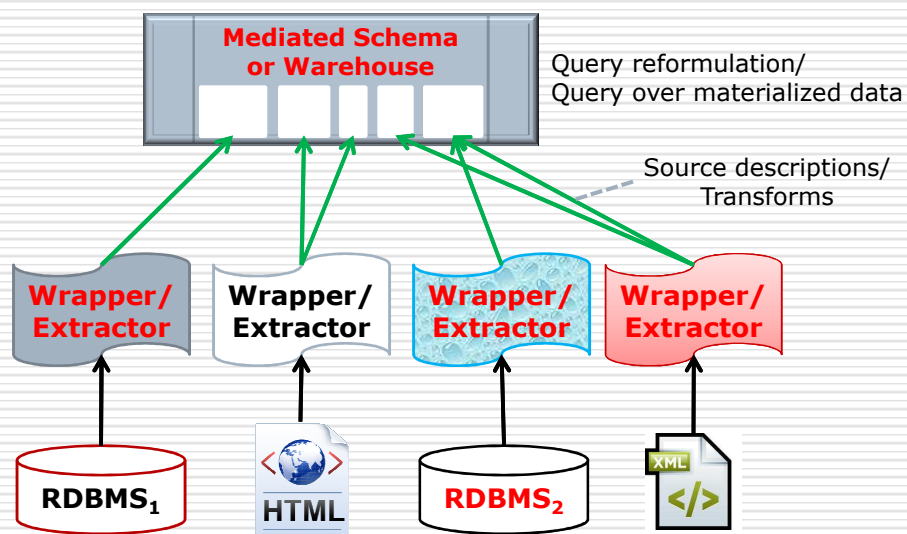 Mediated Schema
or Warehouse
Query reformulation/
Query over materialized data
Source descriptions/
Transforms
Wrapper/
Extractor
Wrapper/
Extractor
Wrapper/
Extractor
Wrapper/
Extractor
RDBMS₁
< >
HTML
RDBMS₂
XML
</>